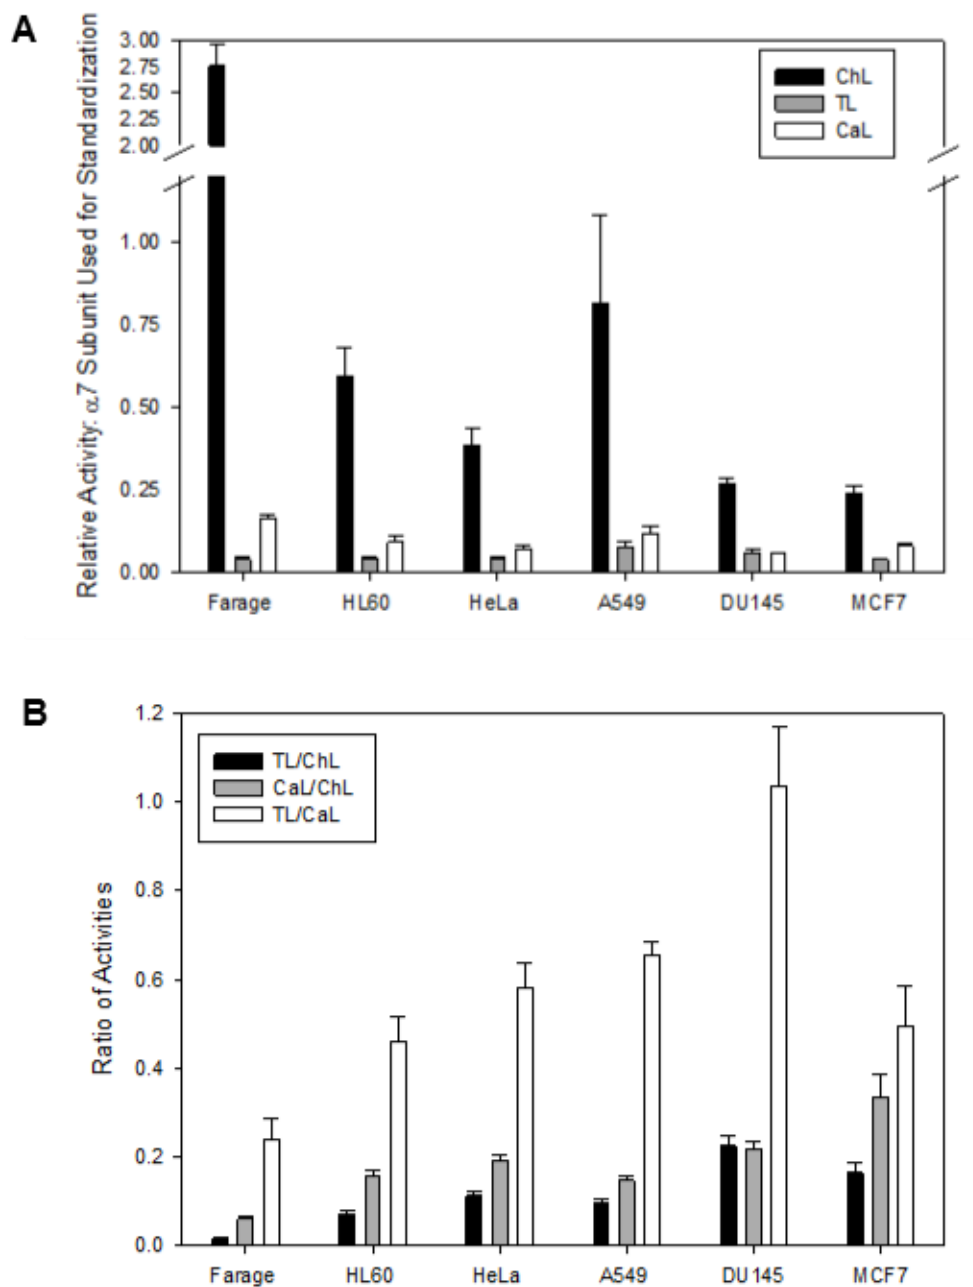 A
Relative Activity: α7 Subunit Used for Standardization
3.00
2.75
2.50
2.25
2.00
1.00
0.75
0.50
0.25
0.00
ChL
TL
CaL
Farage HL60 HeLa A549 DU145 MCF7
B
Ratio of Activities
1.2
1.0
0.8
0.6
0.4
0.2
0.0
TL/ChL
CaL/ChL
TL/CaL
Farage HL60 HeLa A549 DU145 MCF7